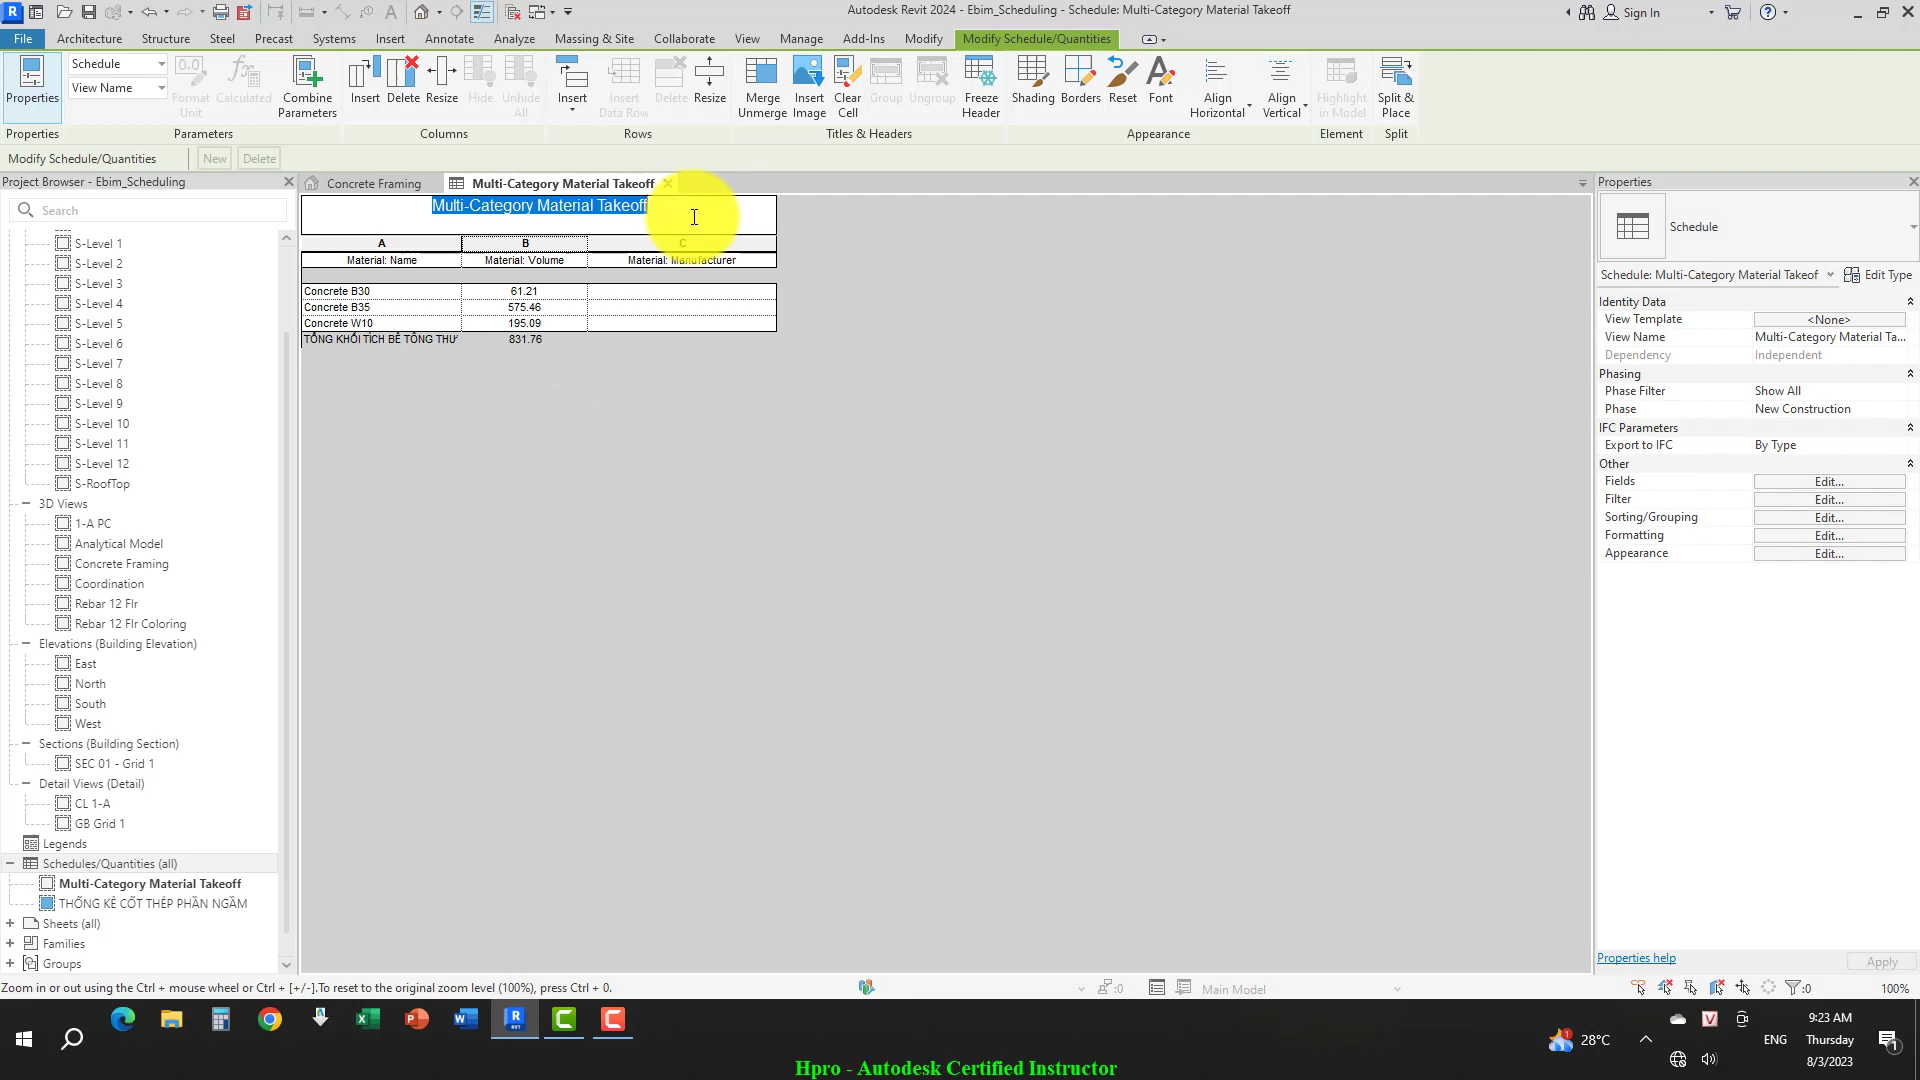 Autodesk Revit 2024 - Ebim_Scheduling - Schedule: Multi-Category Material Takeoff
Sign In
File Architecture Structure Steel Precast Systems Insert Annotate Analyze Massing & Site Collaborate View Manage Add-Ins Modify Modify Schedule/Quantities
Properties
Schedule
View Name
Format Unit
Calculated
Combine Parameters
Insert Delete Resize Hide Unhide All
Insert
Insert Data Row
Delete Resize
Merge Unmerge
Insert Image
Clear Cell
Group Ungroup
Freeze Header
Shading Borders Reset Font
Align Horizontal
Align Vertical
Highlight in Model
Split & Place
Properties Parameters Columns Rows Titles & Headers Appearance Element Split
Modify Schedule/Quantities New Delete
Project Browser - Ebim_Scheduling
Search
S-Level 1
S-Level 2
S-Level 3
S-Level 4
S-Level 5
S-Level 6
S-Level 7
S-Level 8
S-Level 9
S-Level 10
S-Level 11
S-Level 12
S-RoofTop
3D Views
1-A PC
Analytical Model
Concrete Framing
Coordination
Rebar 12 Flr
Rebar 12 Flr Coloring
Elevations (Building Elevation)
East
North
South
West
Sections (Building Section)
SEC 01 - Grid 1
Detail Views (Detail)
CL 1-A
GB Grid 1
Legends
Schedules/Quantities (all)
Multi-Category Material Takeoff
THỐNG KÊ CỐT THÉP PHẦN NGẦM
Sheets (all)
Families
Groups
Concrete Framing
Multi-Category Material Takeoff
Multi-Category Material Takeoff
A B C
Material: Name Material: Volume Material: Manufacturer
Concrete B30 61.21
Concrete B35 575.46
Concrete W10 195.09
TỔNG KHỐI TÍCH BÊ TÔNG THƯ 831.76
Properties
Schedule
Schedule: Multi-Category Material Takeof Edit Type
Identity Data
View Template <None>
View Name Multi-Category Material Ta...
Dependency Independent
Phasing
Phase Filter Show All
Phase New Construction
IFC Parameters
Export to IFC By Type
Other
Fields Edit...
Filter Edit...
Sorting/Grouping Edit...
Formatting Edit...
Appearance Edit...
Properties help Apply
Zoom in or out using the Ctrl + mouse wheel or Ctrl + [+/-].To reset to the original zoom level (100%), press Ctrl + 0.
:0
Main Model
:0
100%
28°C
ENG
9:23 AM
Thursday
8/3/2023
Hpro - Autodesk Certified Instructor